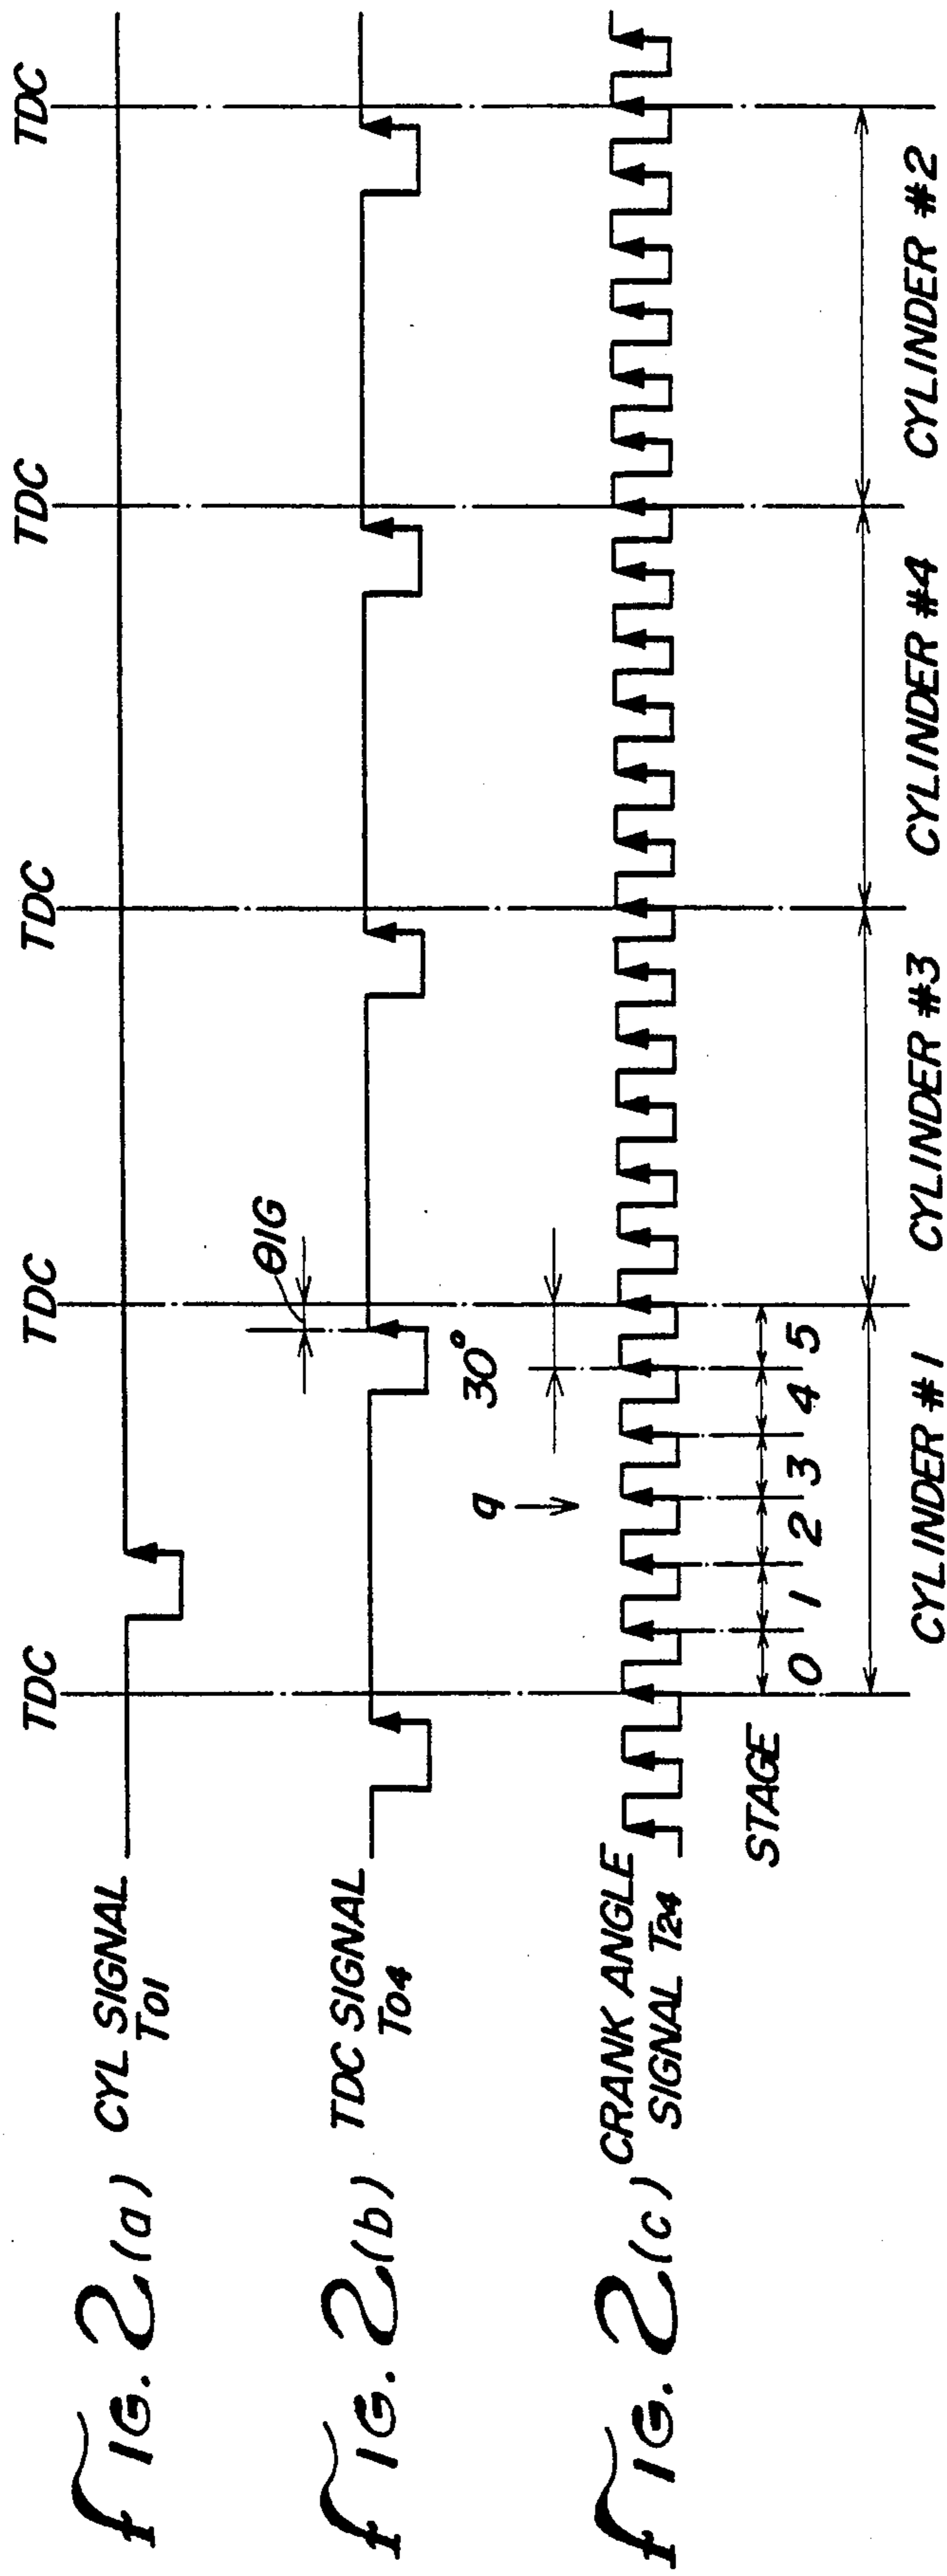 TDC TDC TDC TDC TDC
FIG. 2(a) CYL SIGNAL
T01
θIG
FIG. 2(b) TDC SIGNAL
T04
30°
q
FIG. 2(c) CRANK ANGLE
SIGNAL T24
STAGE 0 1 2 3 4 5
CYLINDER #1 CYLINDER #3 CYLINDER #4 CYLINDER #2